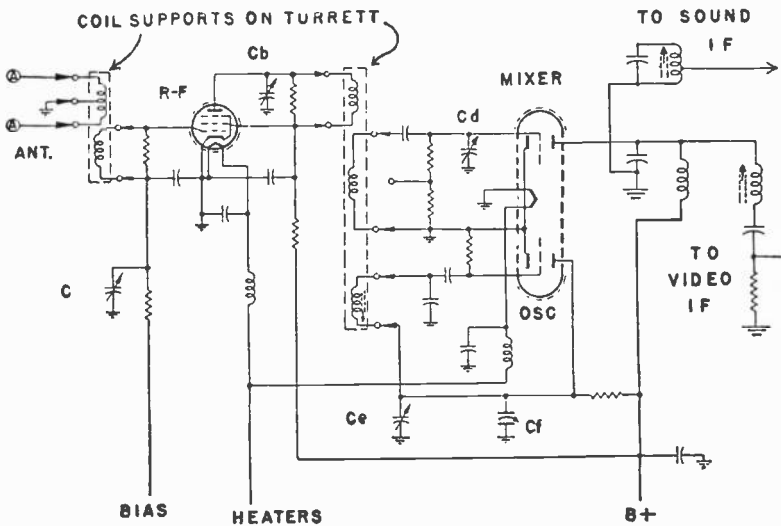 COIL SUPPORTS ON TURRETT
TO SOUND
IF
Cb
MIXER
A
R-F
Cd
A
ANT.
TO
VIDEO
IF
C
OSC
Ce
Cf
BIAS
HEATERS
B+